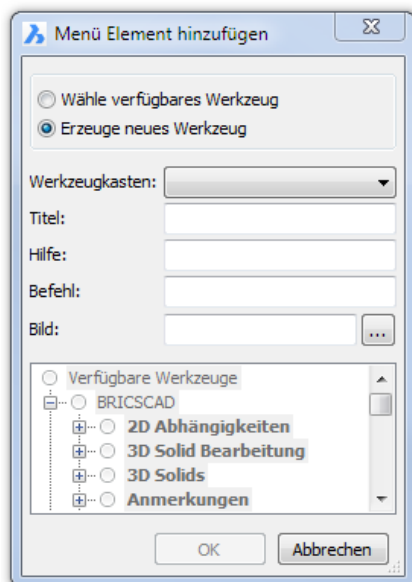 Menü Element hinzufügen
Wähle verfügbares Werkzeug
Erzeuge neues Werkzeug
Werkzeugkasten:
Titel:
Hilfe:
Befehl:
Bild:
...
Verfügbare Werkzeuge
BRICSCAD
2D Abhängigkeiten
3D Solid Bearbeitung
3D Solids
Anmerkungen
OK Abbrechen